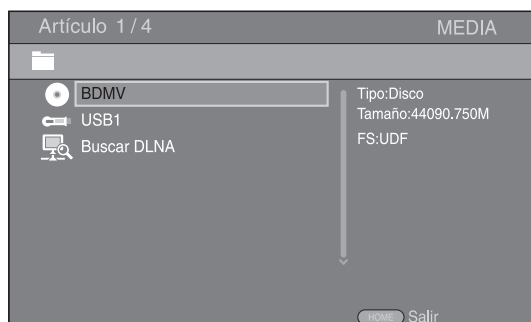 Artículo 1/4
MEDIA
BDMV
USB1
Buscar DLNA
Tipo:Disco
Tamaño:44090.750M
FS:UDF
HOME Salir